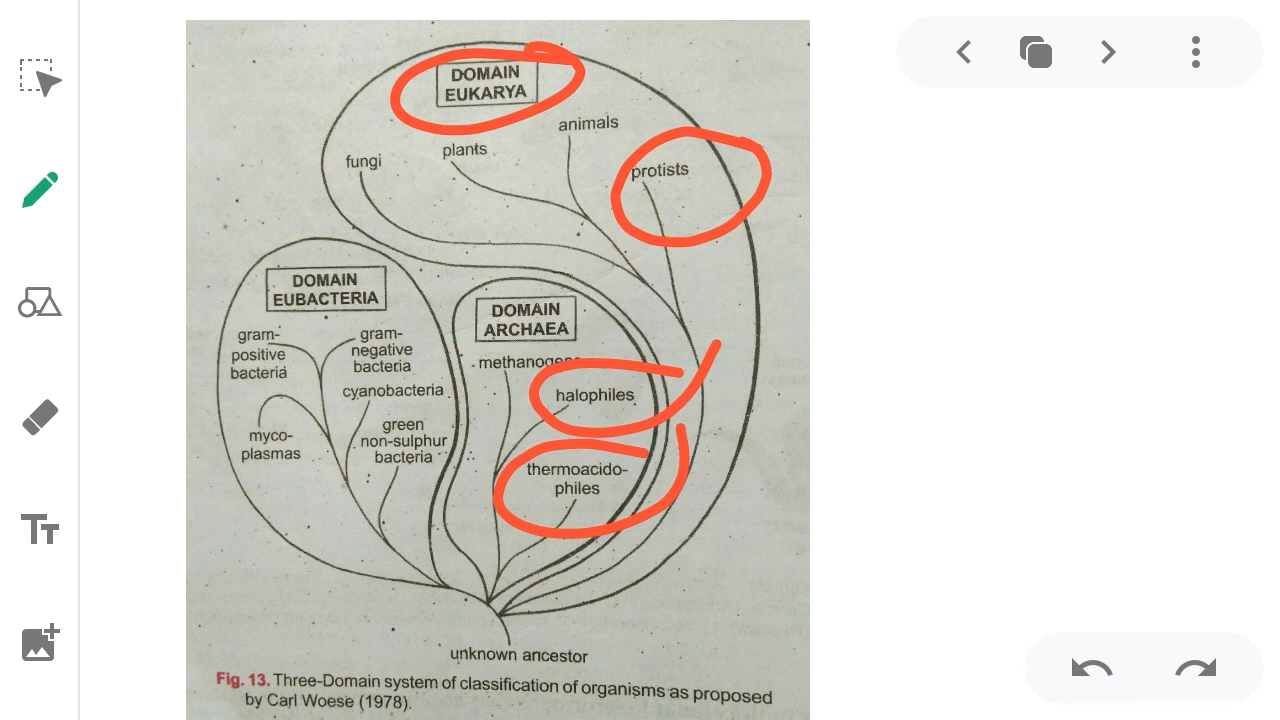 DOMAIN
EUKARYA
animals
plants
fungi
protists
DOMAIN
EUBACTERIA
gram-
positive
bacteria
gram-
negative
bacteria
cyanobacteria
green
non-sulphur
bacteria
myco-
plasmas
DOMAIN
ARCHAEA
methanogens
halophiles
thermoacido-
philes
unknown ancestor
Fig. 13. Three-Domain system of classification of organisms as proposed
by Carl Woese (1978).
TT